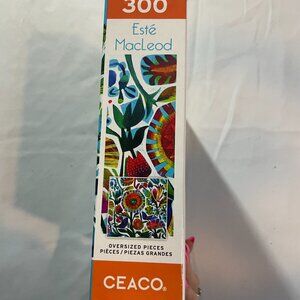 300
Esté
MacLeod
OVERSIZED PIECES
PIÈCES/PIEZAS GRANDES
CEACO®